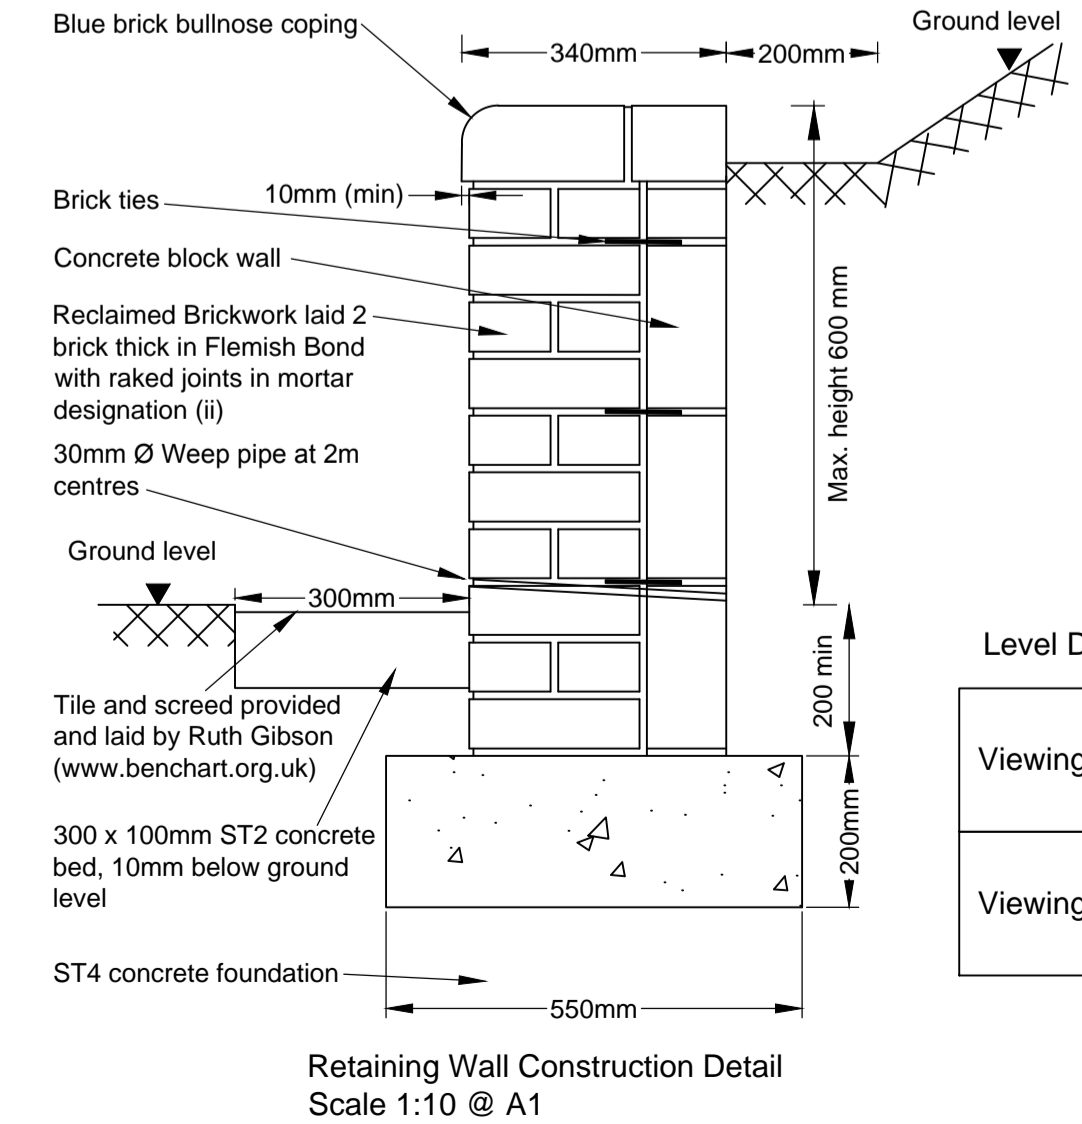 Blue brick bullnose coping
340mm
200mm
Ground level
Brick ties
10mm (min)
Concrete block wall
Reclaimed Brickwork laid 2
brick thick in Flemish Bond
with raked joints in mortar
designation (ii)
30mm Ø Weep pipe at 2m
centres
Max. height 600 mm
Ground level
300mm
200 min
Tile and screed provided
and laid by Ruth Gibson
(www.benchart.org.uk)
300 x 100mm ST2 concrete
bed, 10mm below ground
level
200mm
ST4 concrete foundation
550mm
Retaining Wall Construction Detail
Scale 1:10 @ A1
Level D
Viewing
Viewing